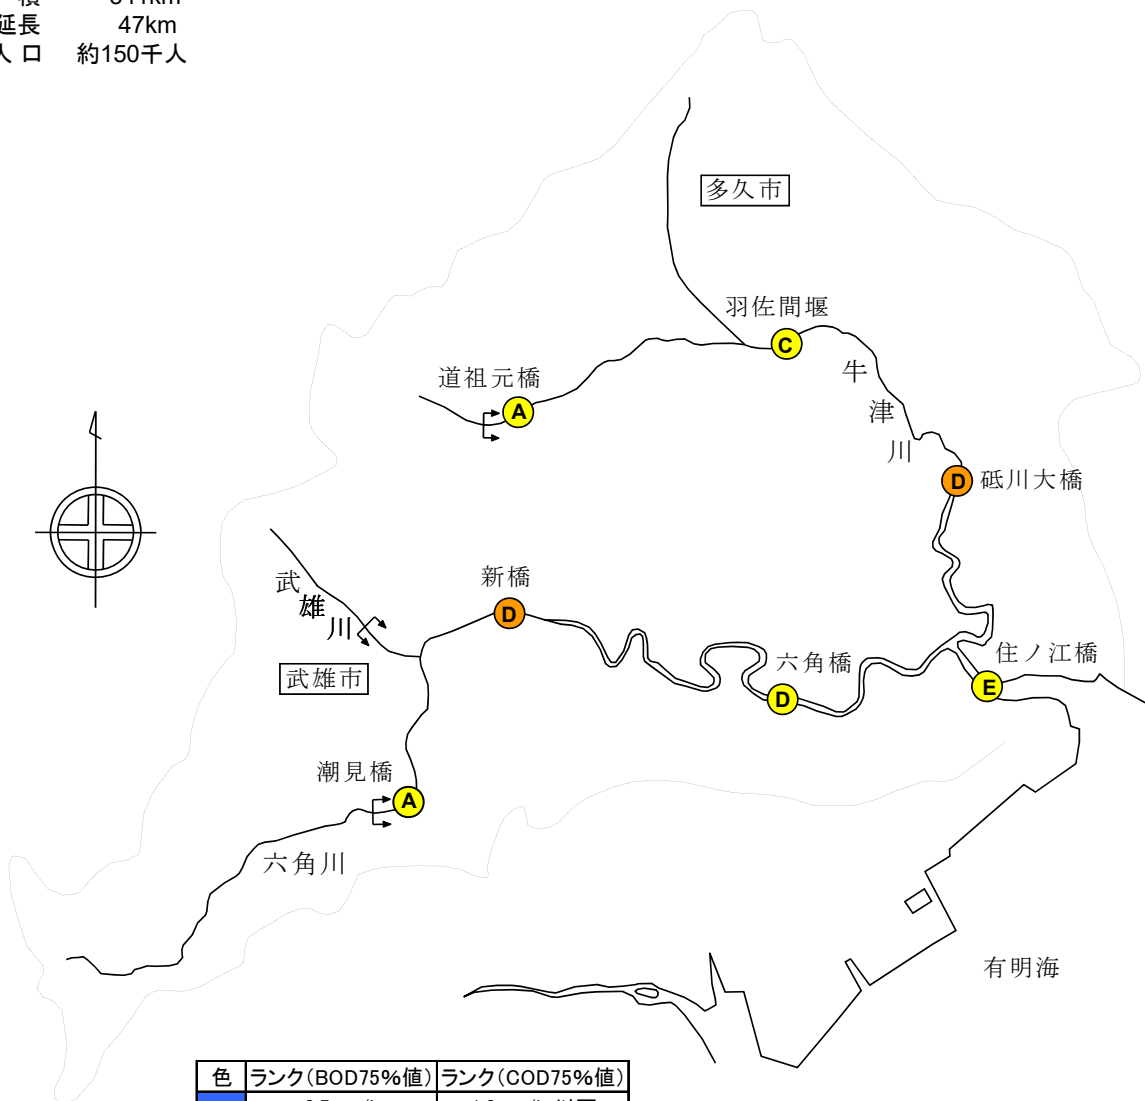 延長 47km
人 口 約150千人
多久市
羽佐間堰
C
道祖元橋
A
牛津川
D 砥川大橋
武雄川
新橋
D
武雄市
六角橋
D
住ノ江橋
E
潮見橋
A
六角川
有明海
色 ランク(BOD75%値) ランク(COD75%値)